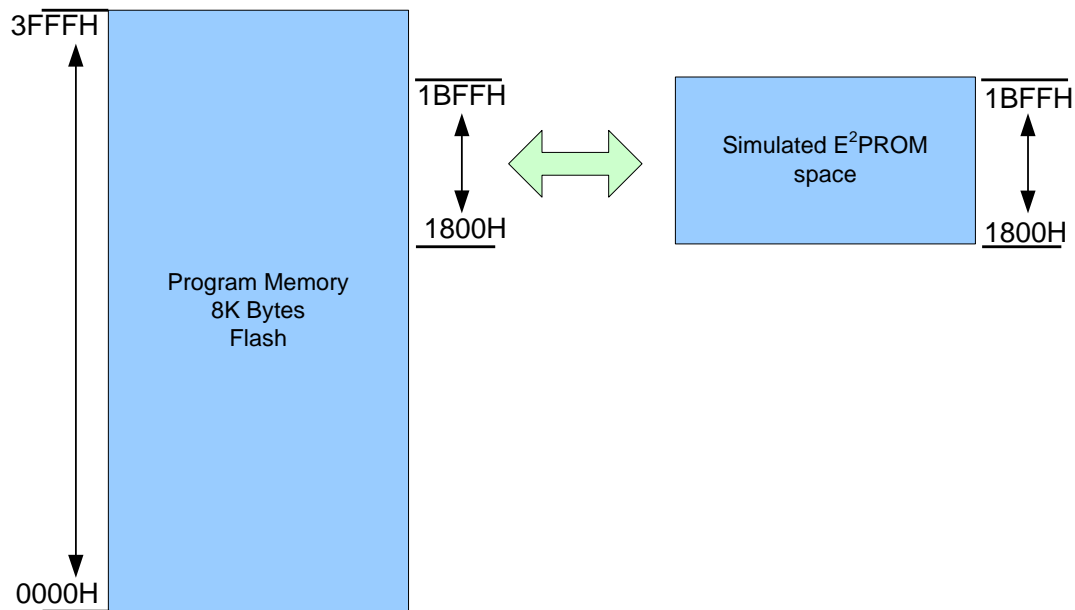 3FFFH
1BFFH
1800H
Program Memory
8K Bytes
Flash
0000H
Simulated E²PROM
space
1BFFH
1800H